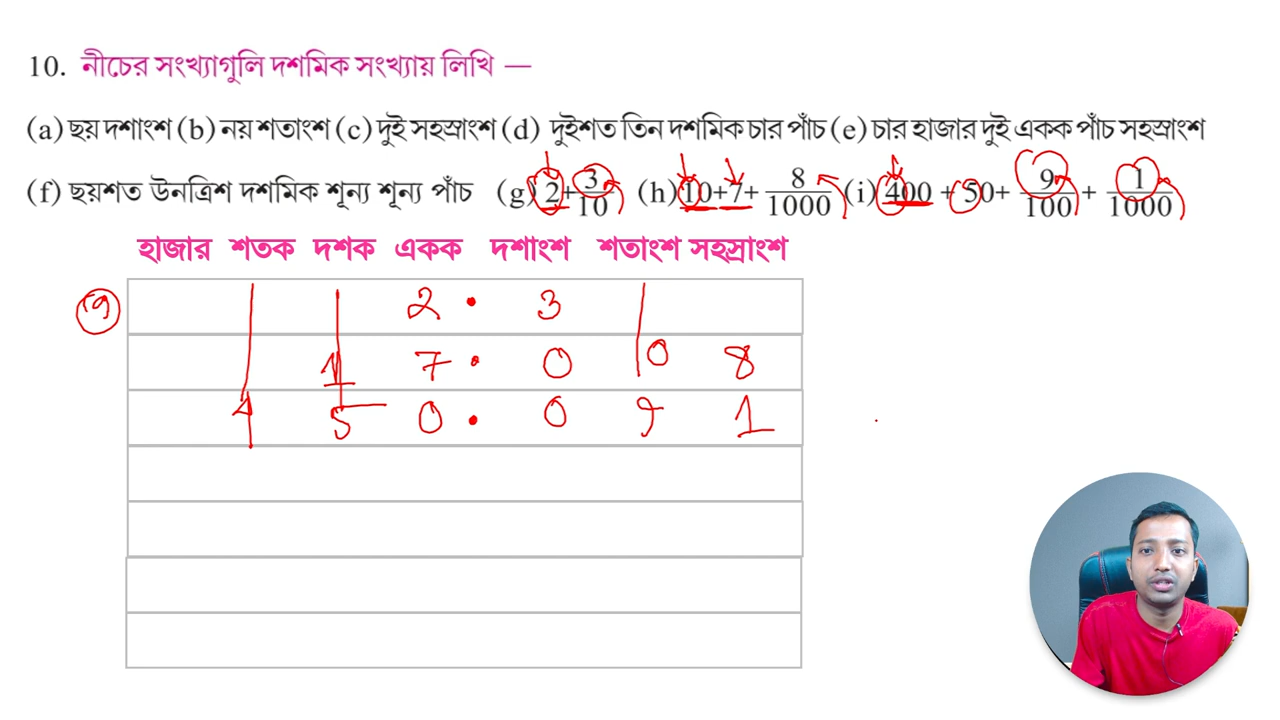 10. নীচের সংখ্যাগুলি দশমিক সংখ্যায় লিখি —
(a) ছয় দশাংশ (b) নয় শতাংশ (c) দুই সহস্রাংশ (d) দুইশত তিন দশমিক চার পাঁচ (e) চার হাজার দুই একক পাঁচ সহস্রাংশ
(f) ছয়শত উনত্রিশ দশমিক শূন্য শূন্য পাঁচ (g) 2+3/10 (h) 10+7+8/1000 (i) 400 + 50+ 9/100 + 1/1000
হাজার শতক দশক একক দশাংশ শতাংশ সহস্রাংশ
2 . 3
1 7 . 0 0 8
4 5 0 . 0 9 1